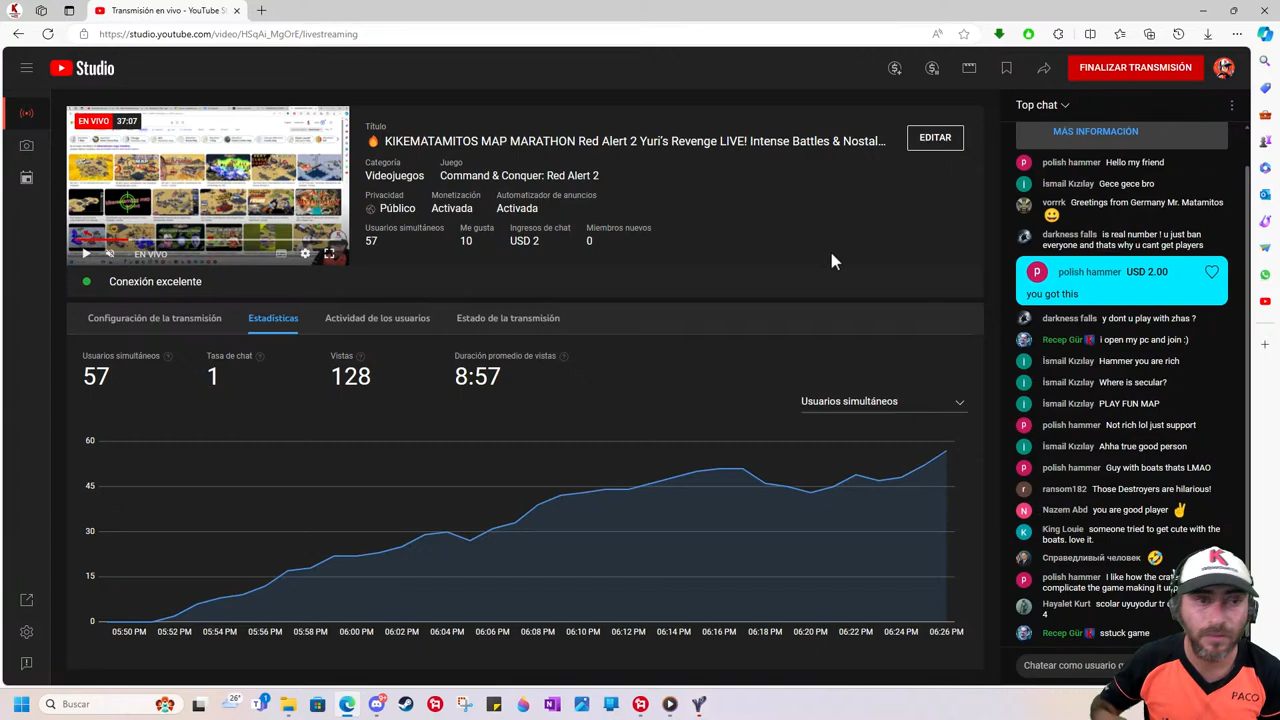 Transmisión en vivo - YouTube S
https://studio.youtube.com/video/HSqAi_MgOrE/livestreaming
Studio
FINALIZAR TRANSMISIÓN
EN VIVO 37:07
EN VIVO
Título
🔥 KIKEMATAMITOS MAP MARATHON Red Alert 2 Yuri's Revenge LIVE!
ITAR
Categoría
Juego
Videojuegos
Command & Conquer: Red Alert 2
Privacidad
Monetización
Automatizador de anuncios
Público
Activada
Activada
Usuarios simultáneos
Me gusta
Ingresos de chat
Miembros nuevos
57
10
USD 2
0
Conexión excelente
Configuración de la transmisión
Estadísticas
Actividad de los usuarios
Estado de la transmisión
Usuarios simultáneos
Tasa de chat
Vistas
Duración promedio de vistas
57
1
128
8:57
Usuarios simultáneos
60
45
30
15
0
05:50 PM 05:52 PM 05:54 PM 05:56 PM 05:58 PM 06:00 PM 06:02 PM 06:04 PM 06:06 PM 06:08 PM 06:10 PM 06:12 PM 06:14 PM 06:16 PM 06:18 PM 06:20 PM 06:22 PM 06:24 PM 06:26 PM
Top chat
MÁS INFORMACIÓN
polish hammer Hello my friend
İsmail Kızılay Gece gece bro
vorrrk Greetings from Germany Mr. Matamitos
😀
darkness falls is real number ! u just ban
everyone and thats why u cant get players
polish hammer USD 2.00
you got this
darkness falls y dont u play with zhas ?
Recep Gür i open my pc and join :)
İsmail Kızılay Hammer you are rich
İsmail Kızılay Where is secular?
İsmail Kızılay PLAY FUN MAP
polish hammer Not rich lol just support
İsmail Kızılay Ahha true good person
polish hammer Guy with boats thats LMAO
ransom182 Those Destroyers are hilarious!
Nazem Abd you are good player ✌
King Louie someone tried to get cute with the
boats. love it.
Справедливый человек 🤣
polish hammer I like how the
complicate the game making it
Hayalet Kurt scolar uyuyodur
4
Recep Gür sstuck game
Chatear como usuario
PACO
Buscar
26°